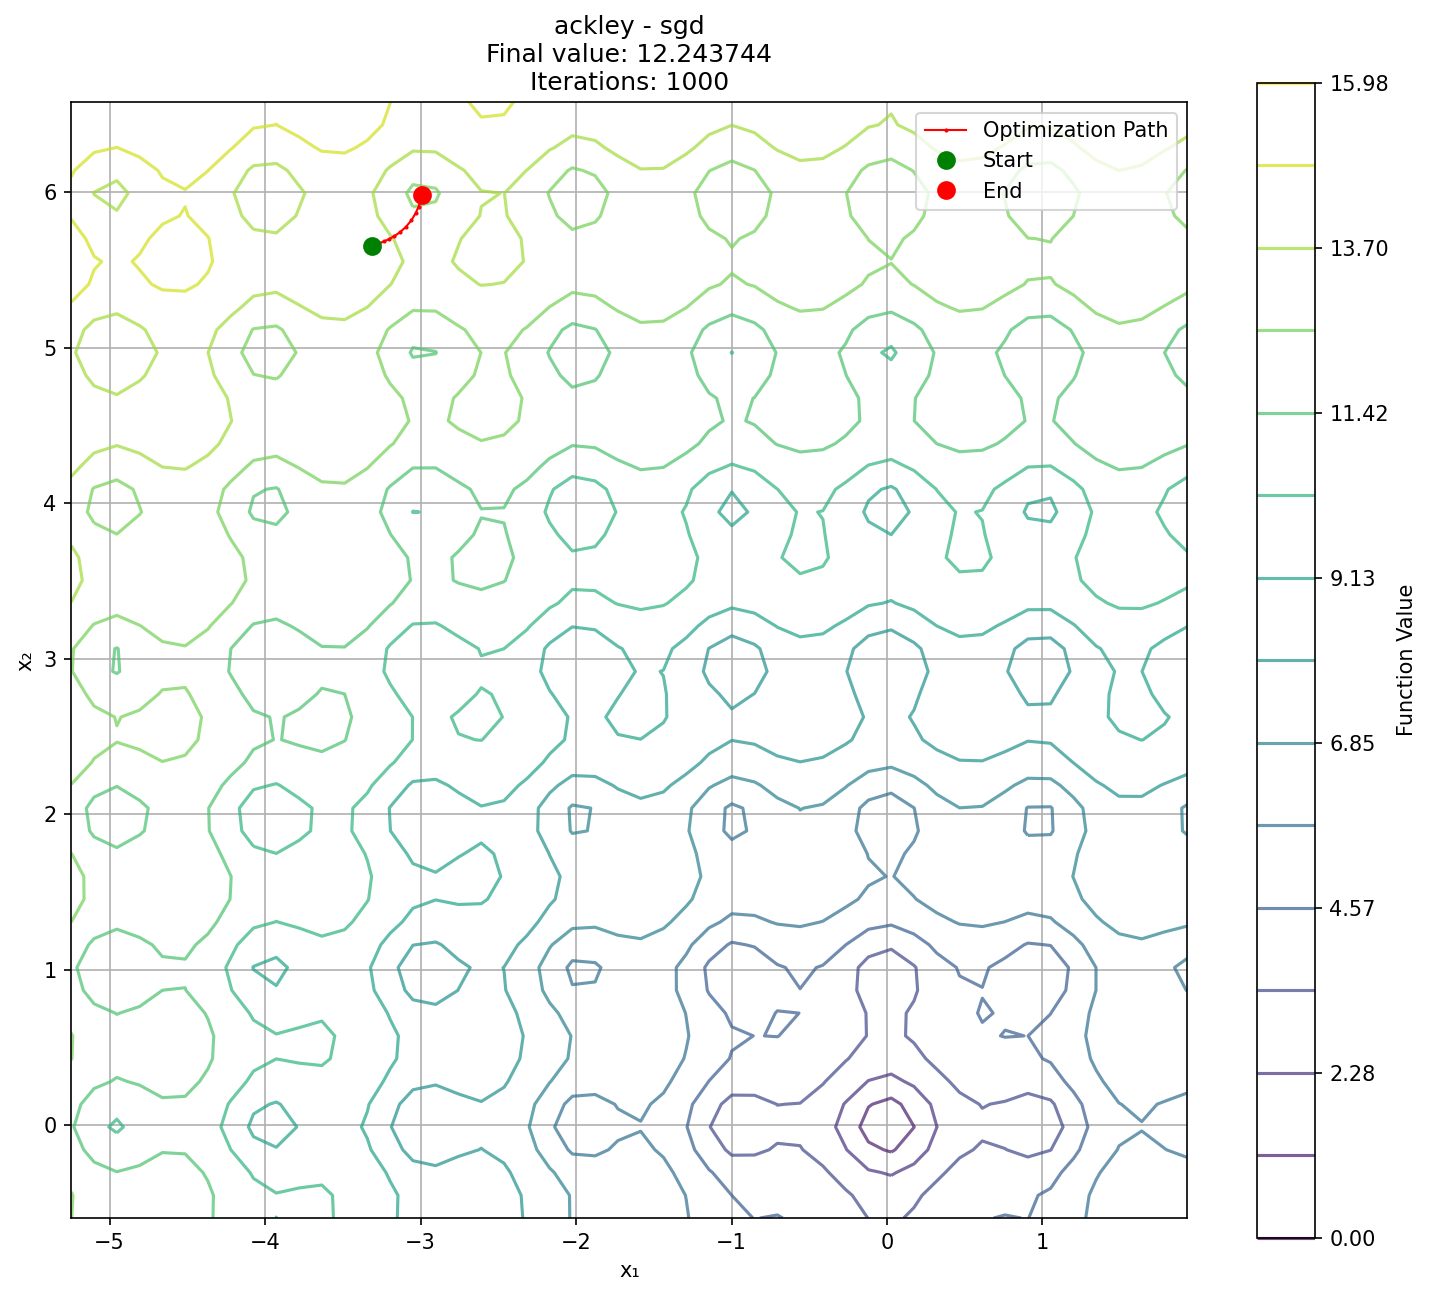 ackley - sgd
Final value: 12.243744
Iterations: 1000
Optimization Path
Start
End
15.98
13.70
11.42
9.13
6.85
4.57
2.28
0.00
Function Value
6
5
4
3
2
1
0
x₂
−5 −4 −3 −2 −1 0 1
x₁